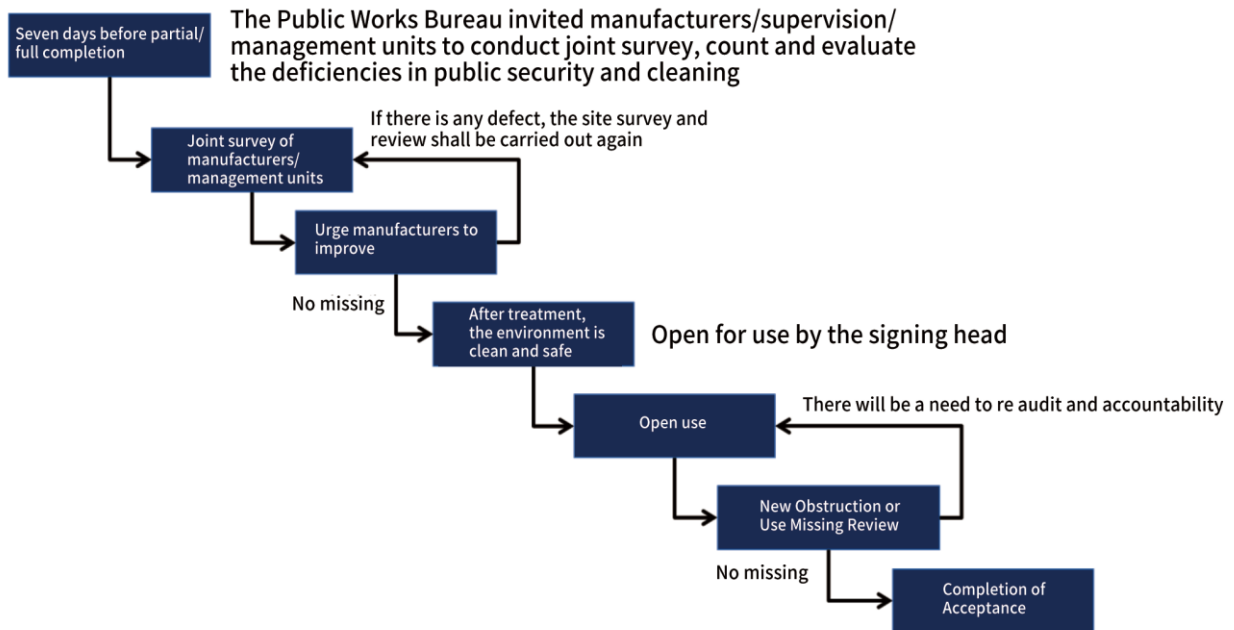 Seven days before partial/
full completion
The Public Works Bureau invited manufacturers/supervision/
management units to conduct joint survey, count and evaluate
the deficiencies in public security and cleaning
If there is any defect, the site survey and
review shall be carried out again
Joint survey of
manufacturers/
management units
Urge manufacturers to
improve
No missing
After treatment,
the environment is
clean and safe
Open for use by the signing head
There will be a need to re audit and accountability
Open use
New Obstruction or
Use Missing Review
No missing
Completion of
Acceptance